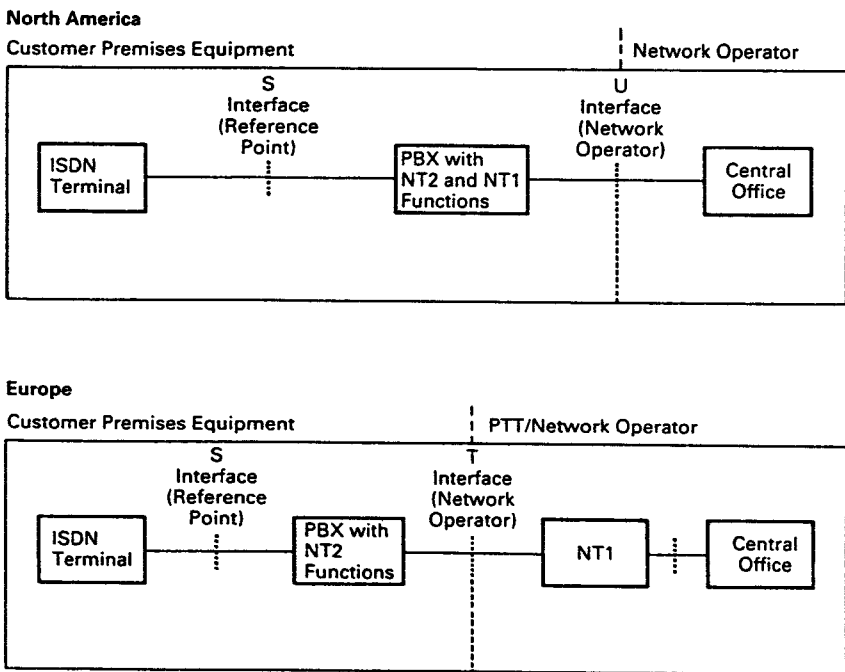 North America
Customer Premises Equipment
Network Operator
S
Interface
(Reference
Point)
U
Interface
(Network
Operator)
ISDN
Terminal
PBX with
NT2 and NT1
Functions
Central
Office
Europe
Customer Premises Equipment
PTT/Network Operator
S
Interface
(Reference
Point)
T
Interface
(Network
Operator)
ISDN
Terminal
PBX with
NT2
Functions
NT1
Central
Office